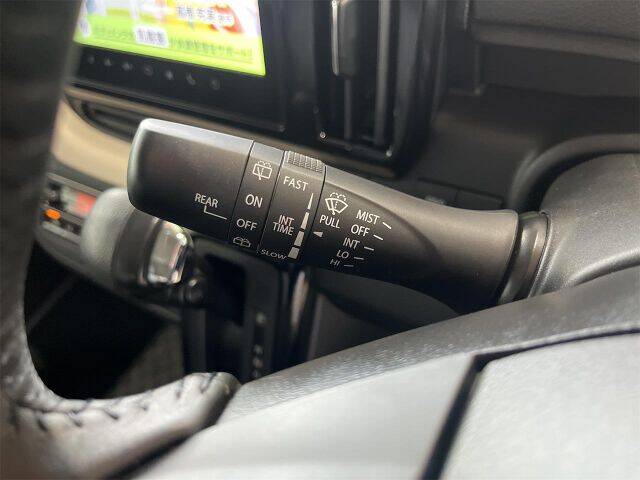 REAR
ON
OFF
FAST
INT
TIME
SLOW
PULL
MIST
OFF
INT
LO
HI